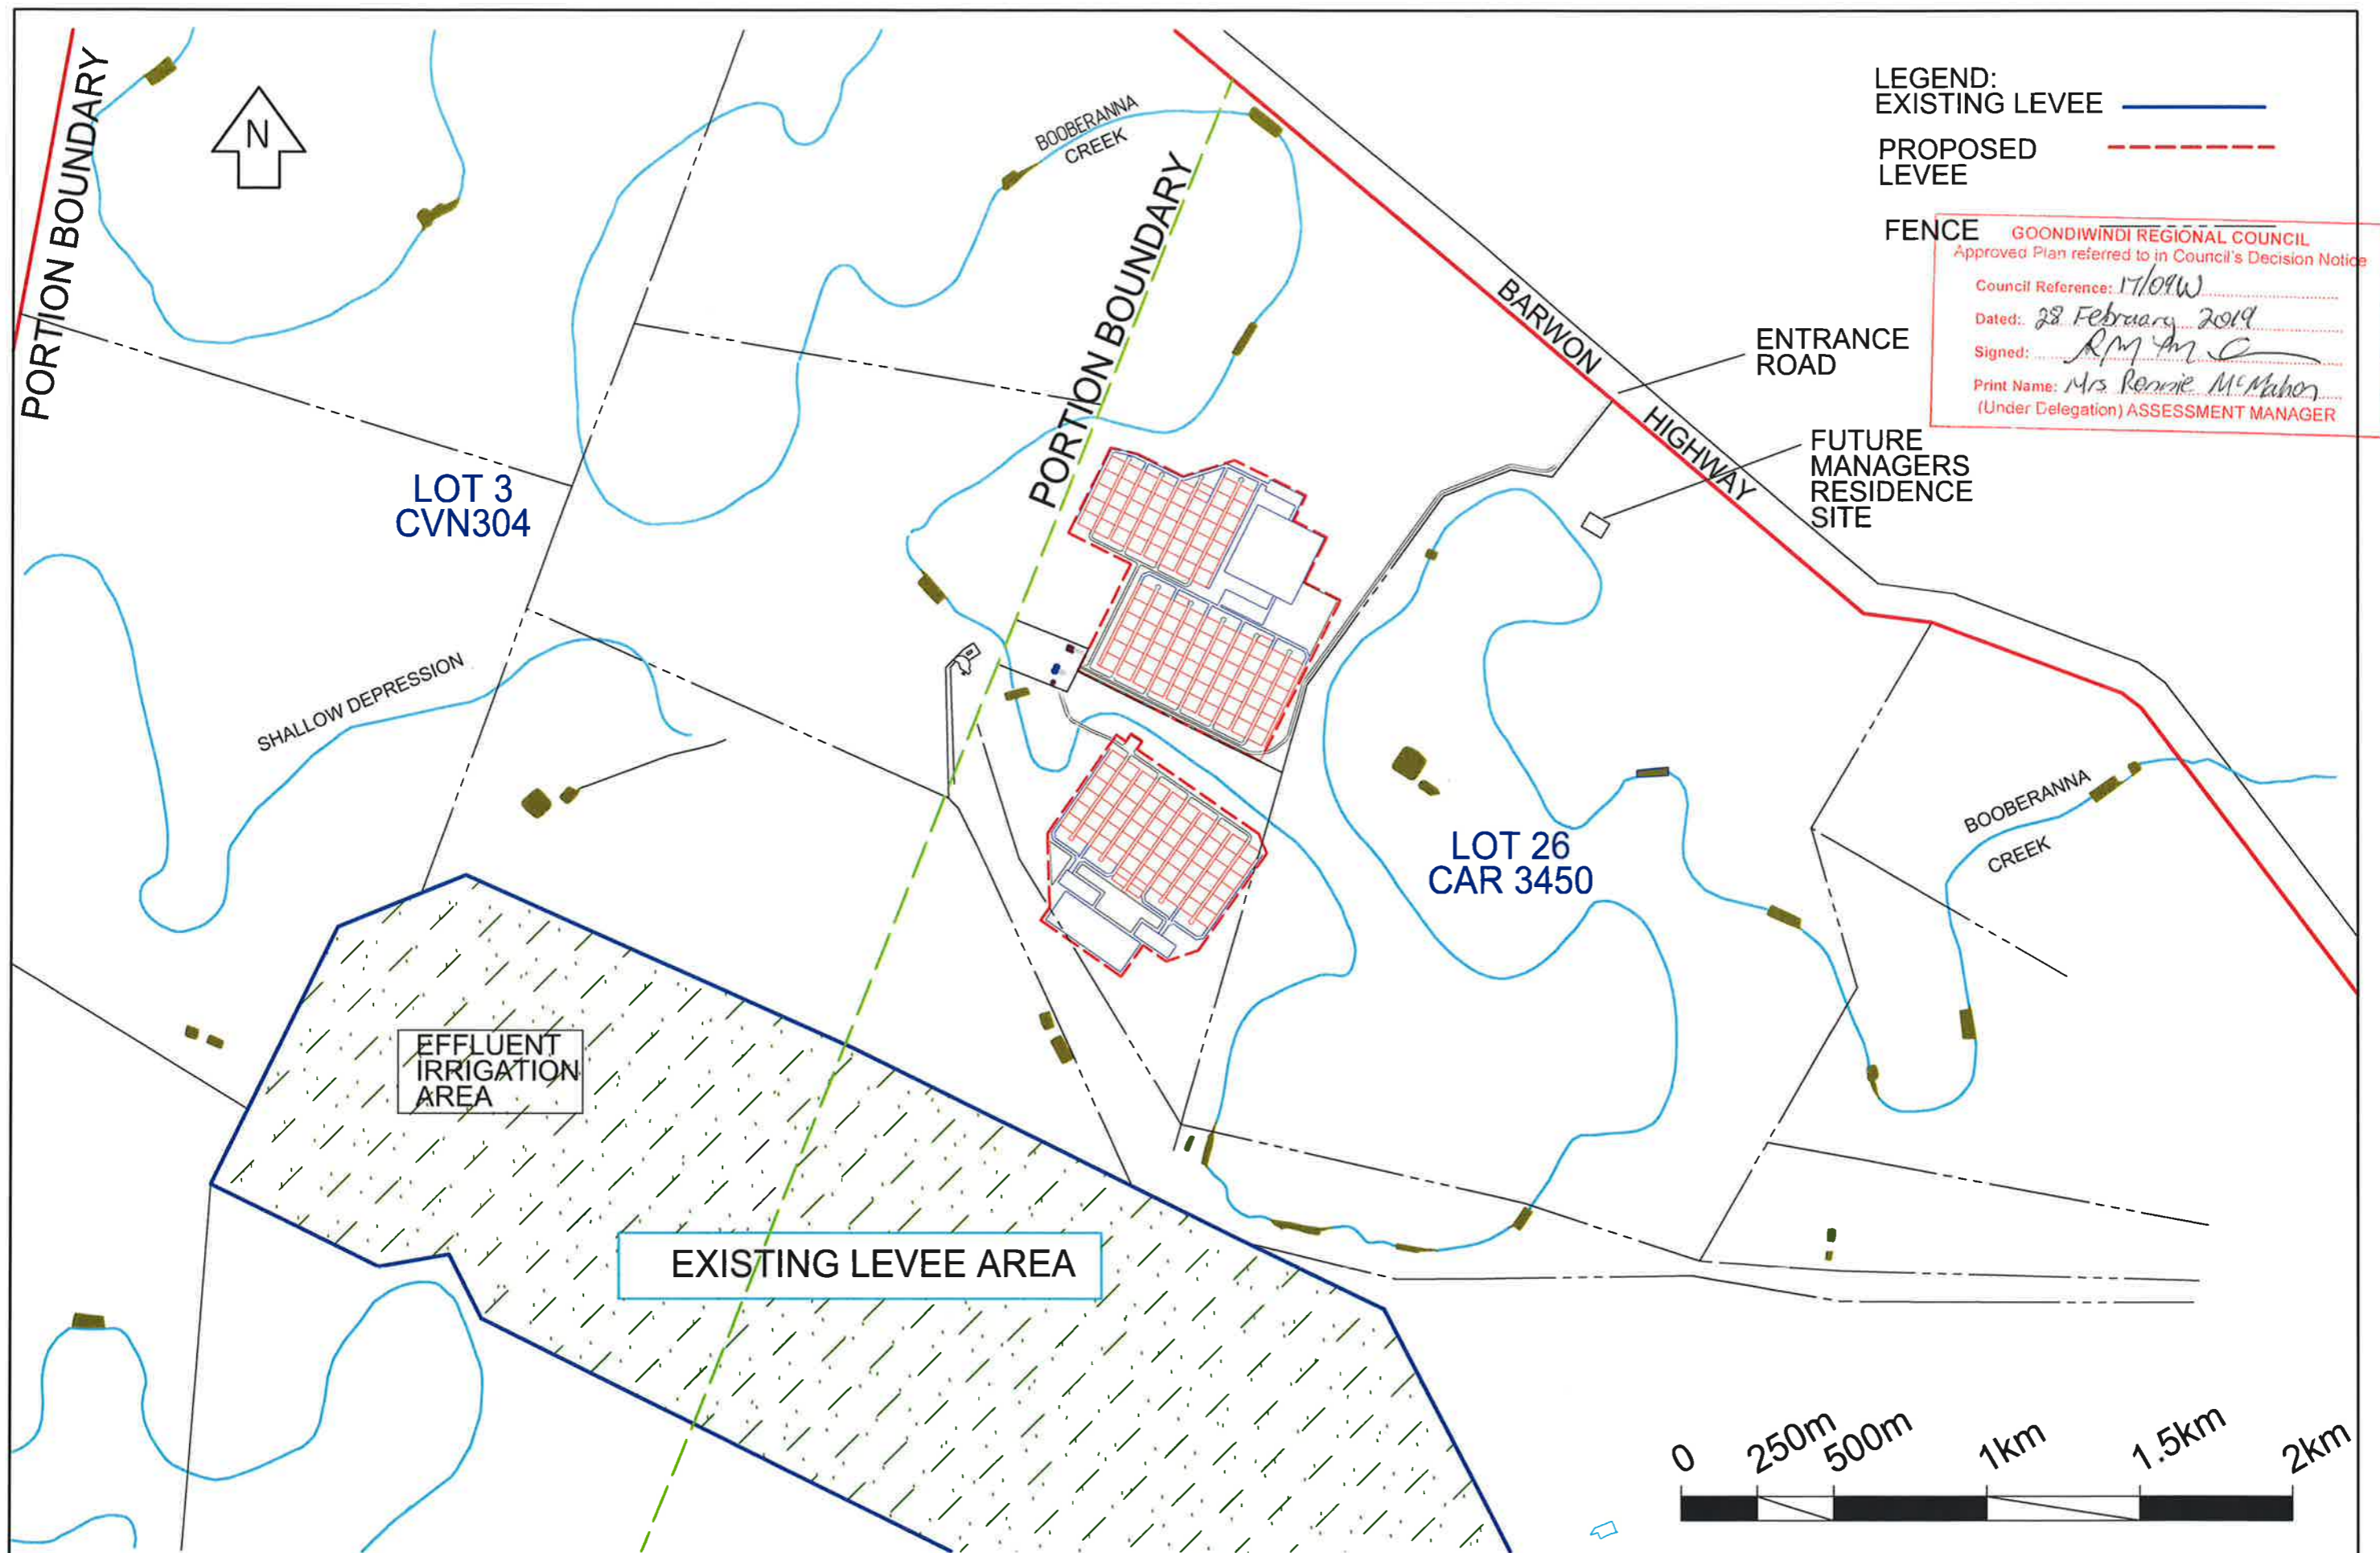 PORTION BOUNDARY
N
BOOBERANNA
CREEK
PORTION BOUNDARY
LEGEND:
EXISTING LEVEE
PROPOSED
LEVEE
FENCE
GOONDIWINDI REGIONAL COUNCIL
Approved Plan referred to in Council's Decision Notice
Council Reference: 17/09W
Dated: 28 February 2019
Signed:
Print Name: Mrs Ronnie McMahon
(Under Delegation) ASSESSMENT MANAGER
BARWON
HIGHWAY
ENTRANCE
ROAD
FUTURE
MANAGERS
RESIDENCE
SITE
LOT 3
CVN304
SHALLOW DEPRESSION
LOT 26
CAR 3450
BOOBERANNA
CREEK
EFFLUENT
IRRIGATION
AREA
EXISTING LEVEE AREA
0 250m 500m 1km 1.5km 2km